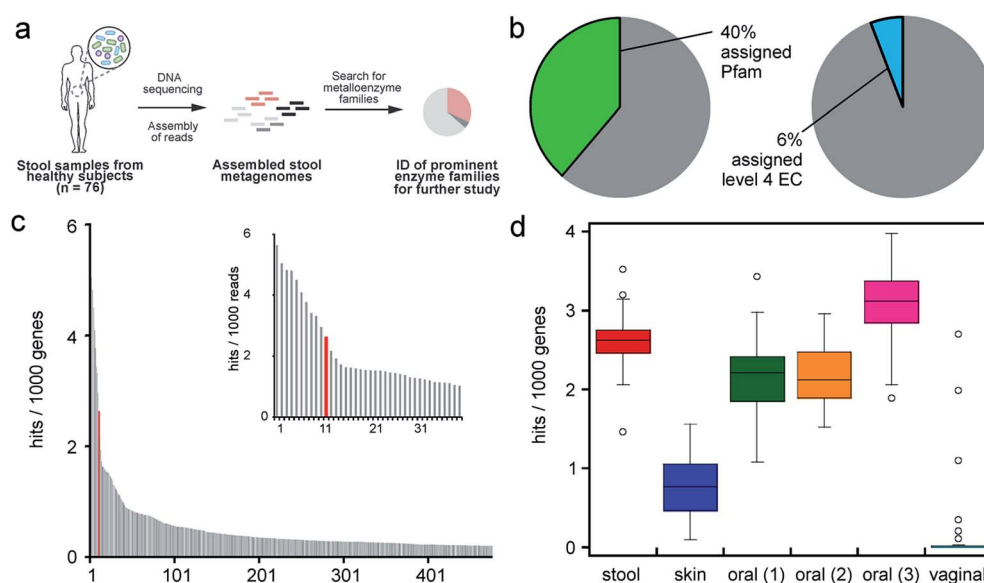 a
DNA
sequencing
Assembly
of reads
Search for
metalloenzyme
families
Stool samples from
healthy subjects
(n = 76)
Assembled stool
metagenomes
ID of prominent
enzyme families
for further study
b
40%
assigned
Pfam
6%
assigned
level 4 EC
c
hits / 1000 genes
6
4
2
0
1
101
201
301
401
hits / 1000 reads
6
4
2
0
1
11
21
31
d
hits / 1000 genes
4
3
2
1
0
stool
skin
oral (1)
oral (2)
oral (3)
vaginal